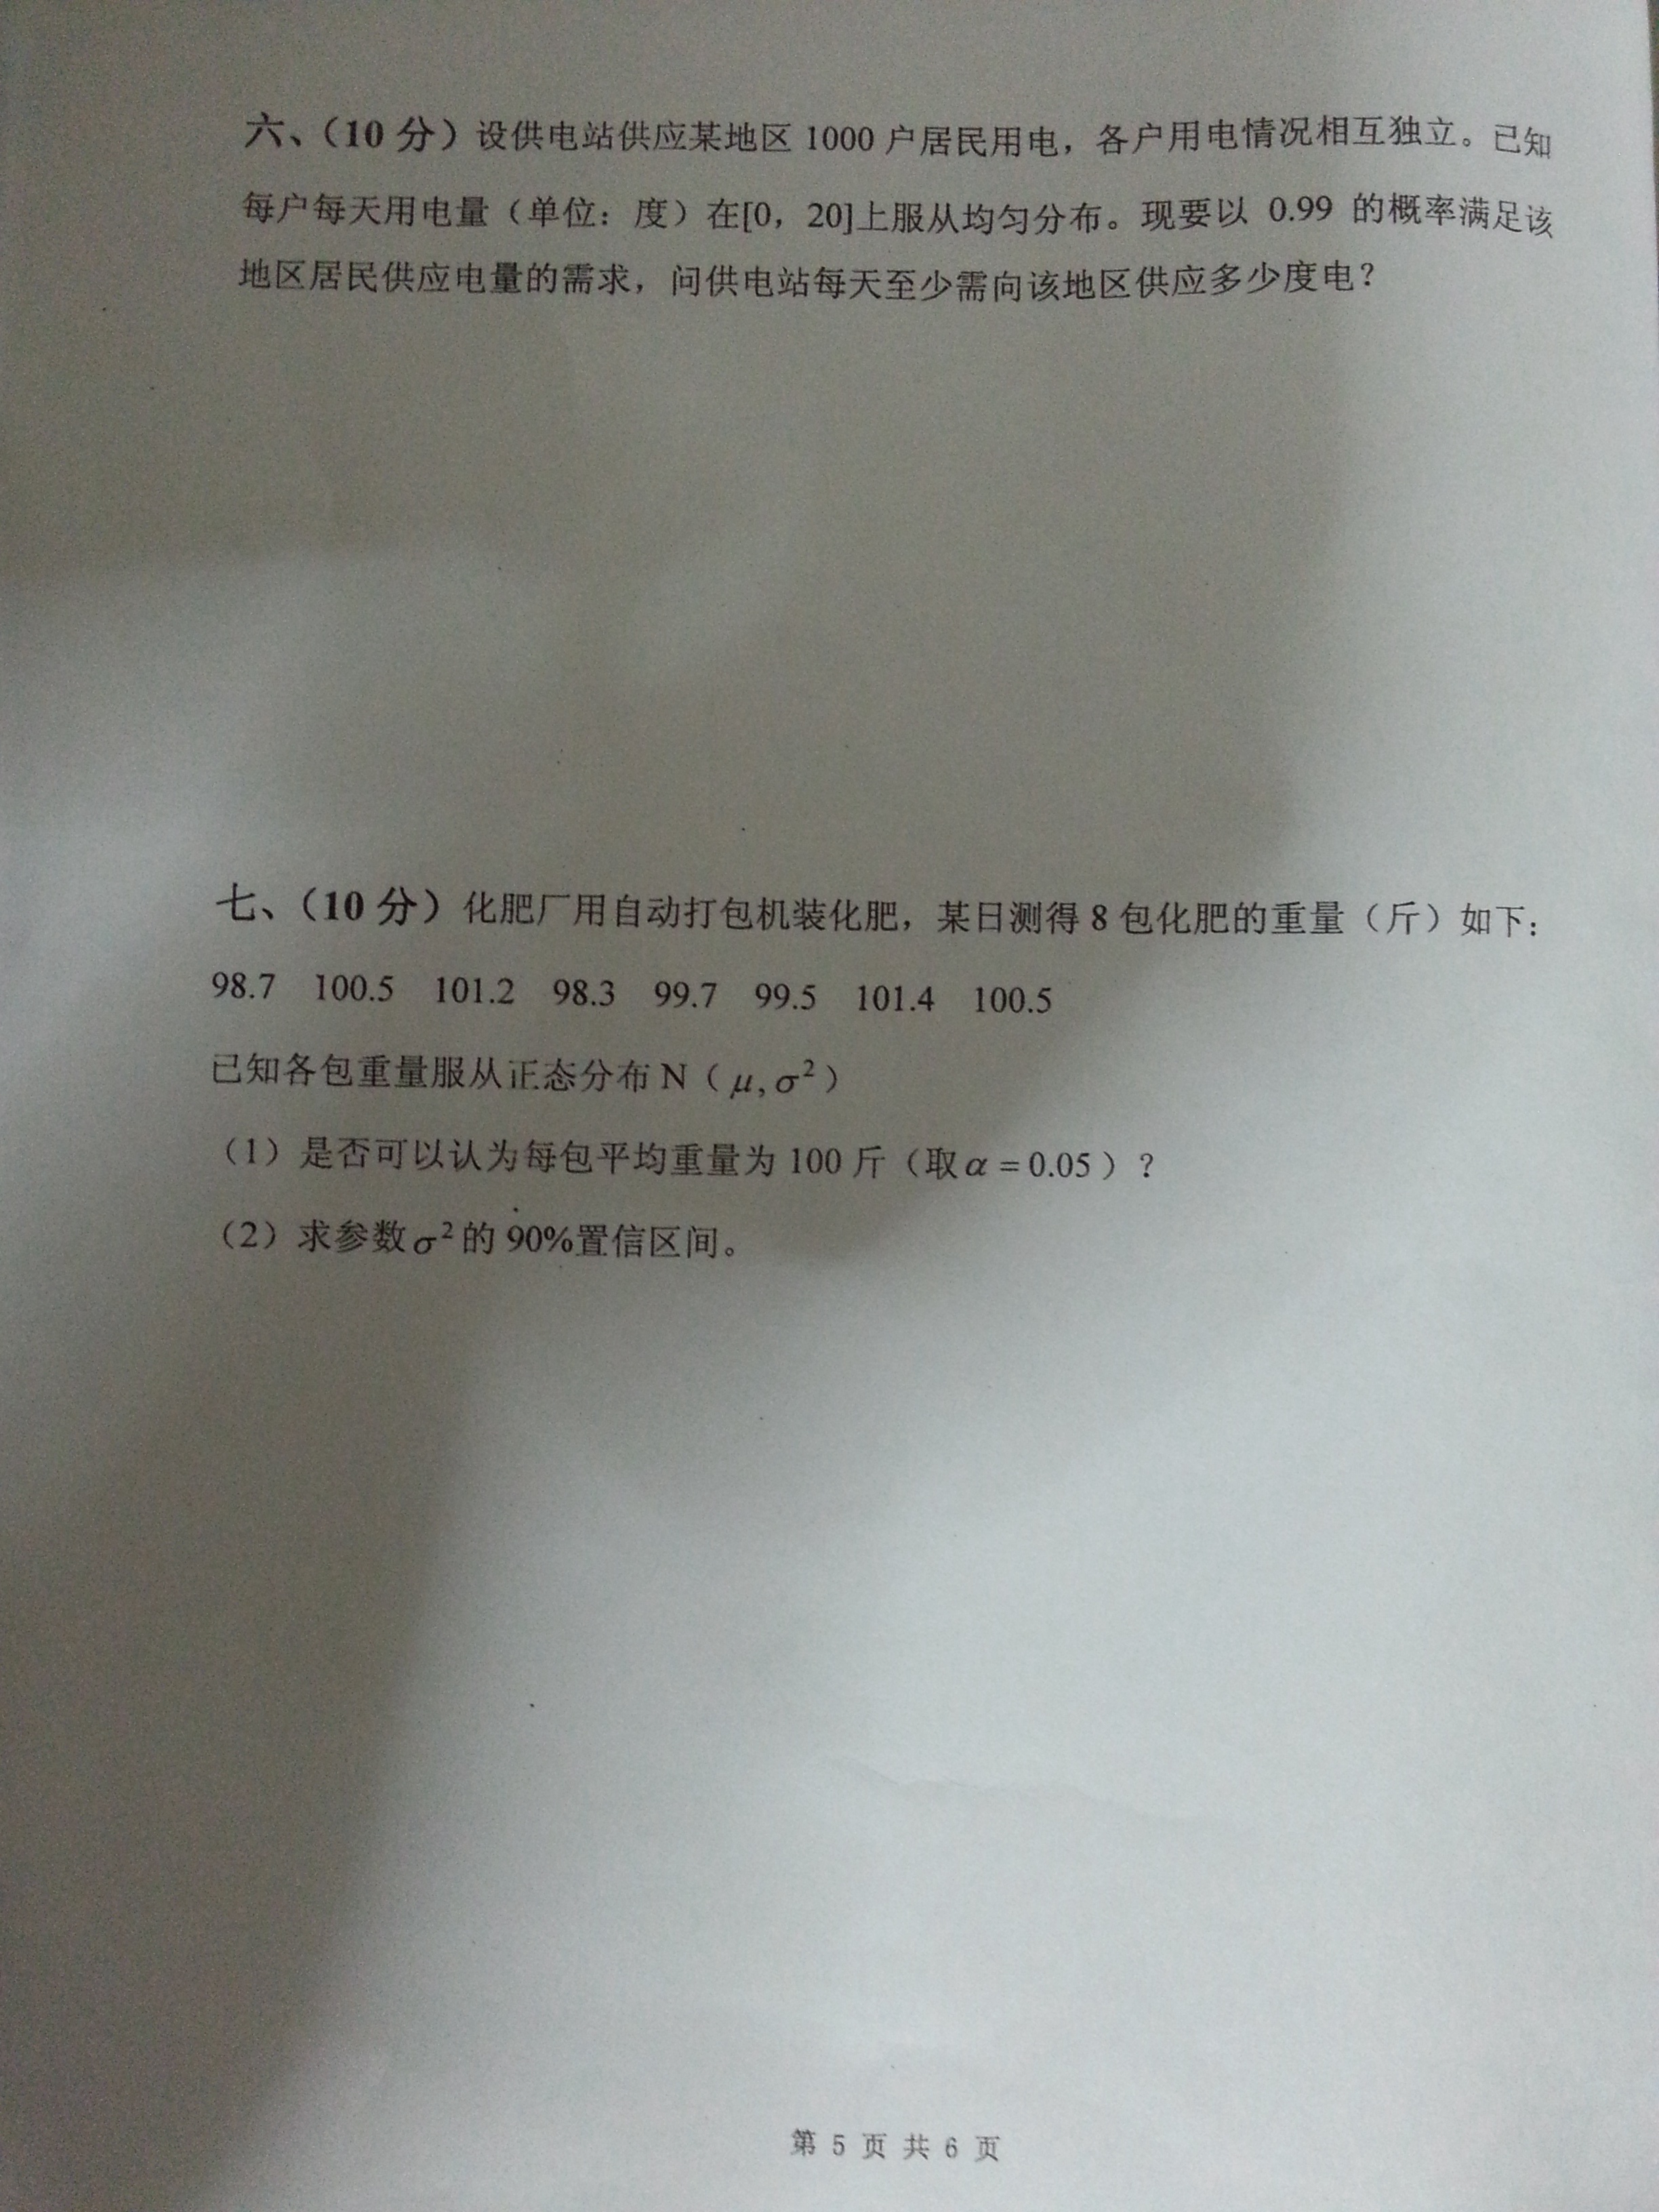 六、（10 分）设供电站供应某地区 1000 户居民用电，各户用电情况相互独立。已知
每户每天用电量（单位：度）在[0，20]上服从均匀分布。现要以 0.99 的概率满足该
地区居民供应电量的需求，问供电站每天至少需向该地区供应多少度电？
七、（10 分）化肥厂用自动打包机装化肥，某日测得 8 包化肥的重量（斤）如下：
98.7 100.5 101.2 98.3 99.7 99.5 101.4 100.5
已知各包重量服从正态分布 N（μ,σ²）
（1）是否可以认为每包平均重量为 100 斤（取α = 0.05）？
（2）求参数σ²的 90%置信区间。
第 5 页 共 6 页